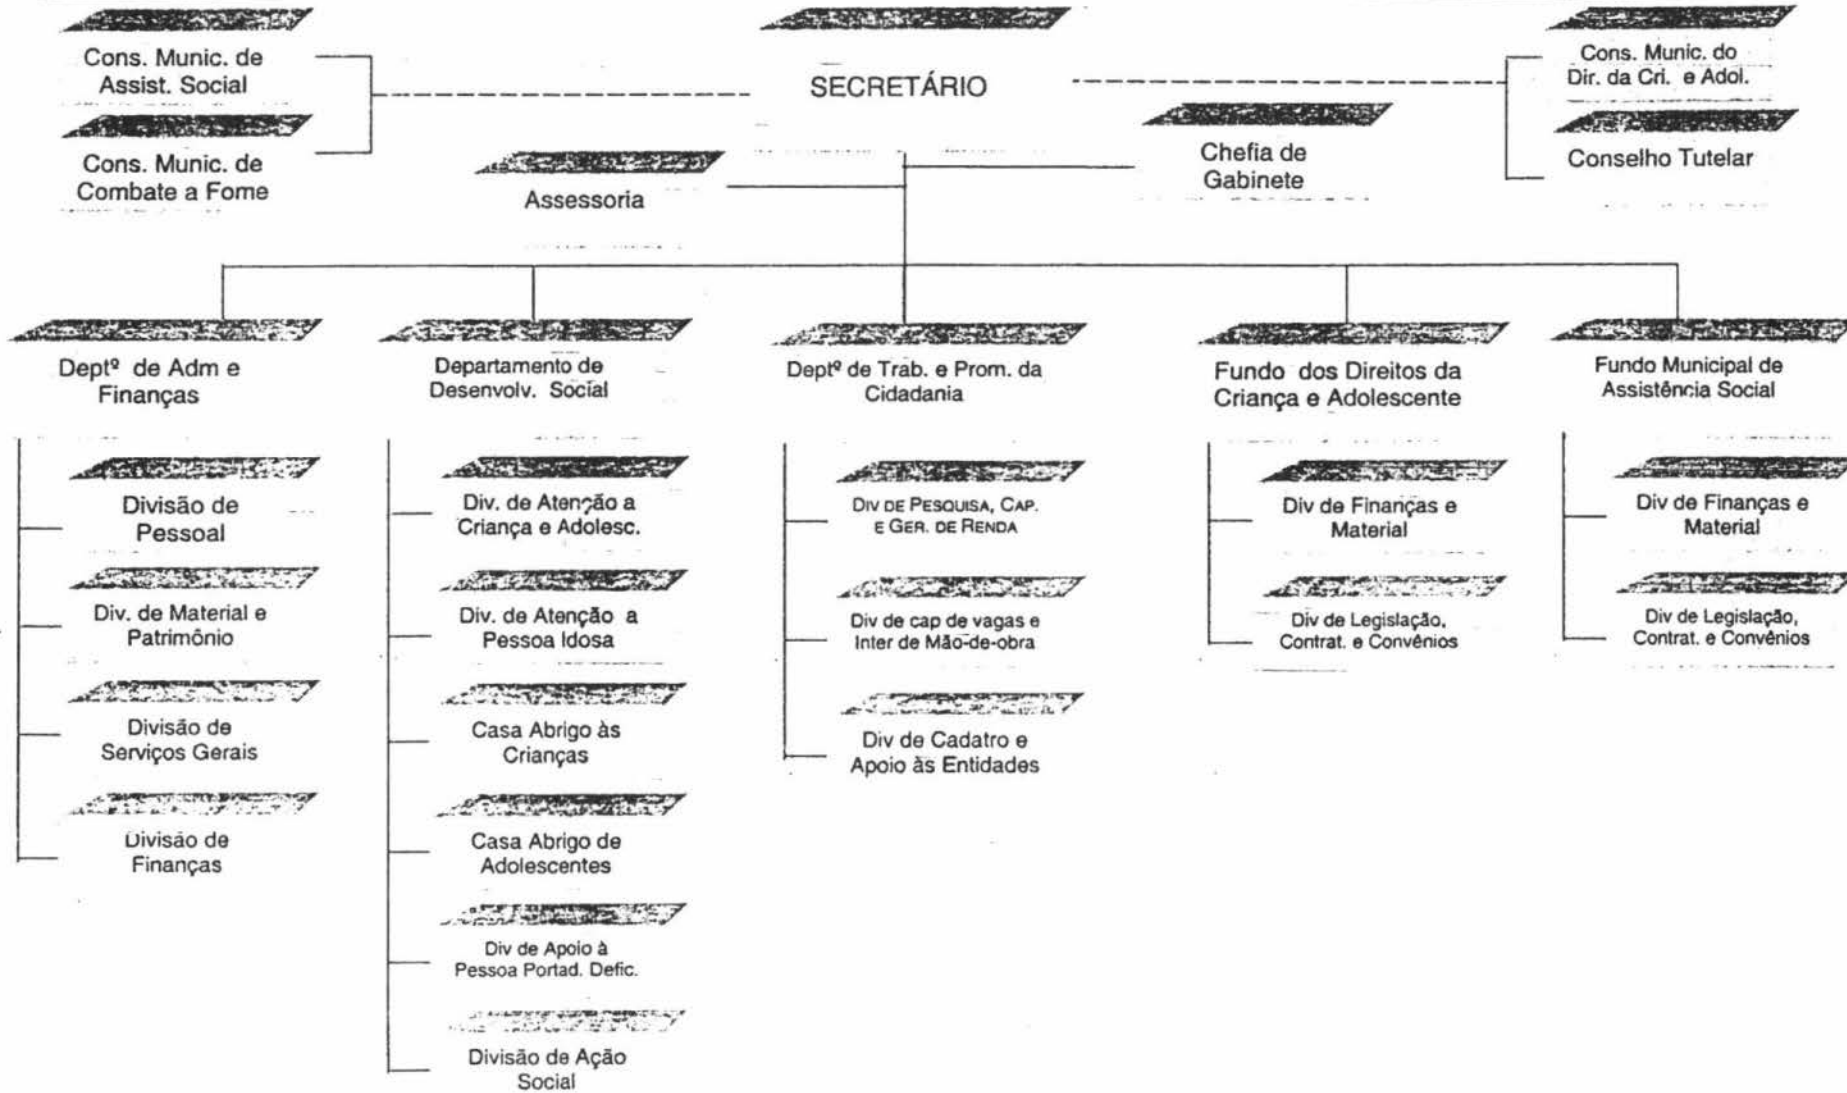 Cons. Munic. de
Assist. Social
Cons. Munic. de
Combate a Fome
SECRETÁRIO
Cons. Munic. do
Dir. da Cri. e Adol.
Conselho Tutelar
Chefia de
Gabinete
Assessoria
Deptº de Adm e
Finanças
Divisão de
Pessoal
Div. de Material e
Patrimônio
Divisão de
Serviços Gerais
Divisão de
Finanças
Departamento de
Desenvolv. Social
Div. de Atenção a
Criança e Adolesc.
Div. de Atenção a
Pessoa Idosa
Casa Abrigo às
Crianças
Casa Abrigo de
Adolescentes
Div de Apoio à
Pessoa Portad. Defic.
Divisão de Ação
Social
Deptº de Trab. e Prom. da
Cidadania
DIV DE PESQUISA, CAP.
E GER. DE RENDA
Div de cap de vagas e
Inter de Mão-de-obra
Div de Cadatro e
Apoio às Entidades
Fundo dos Direitos da
Criança e Adolescente
Div de Finanças e
Material
Div de Legislação,
Contrat. e Convênios
Fundo Municipal de
Assistência Social
Div de Finanças e
Material
Div de Legislação,
Contrat. e Convênios